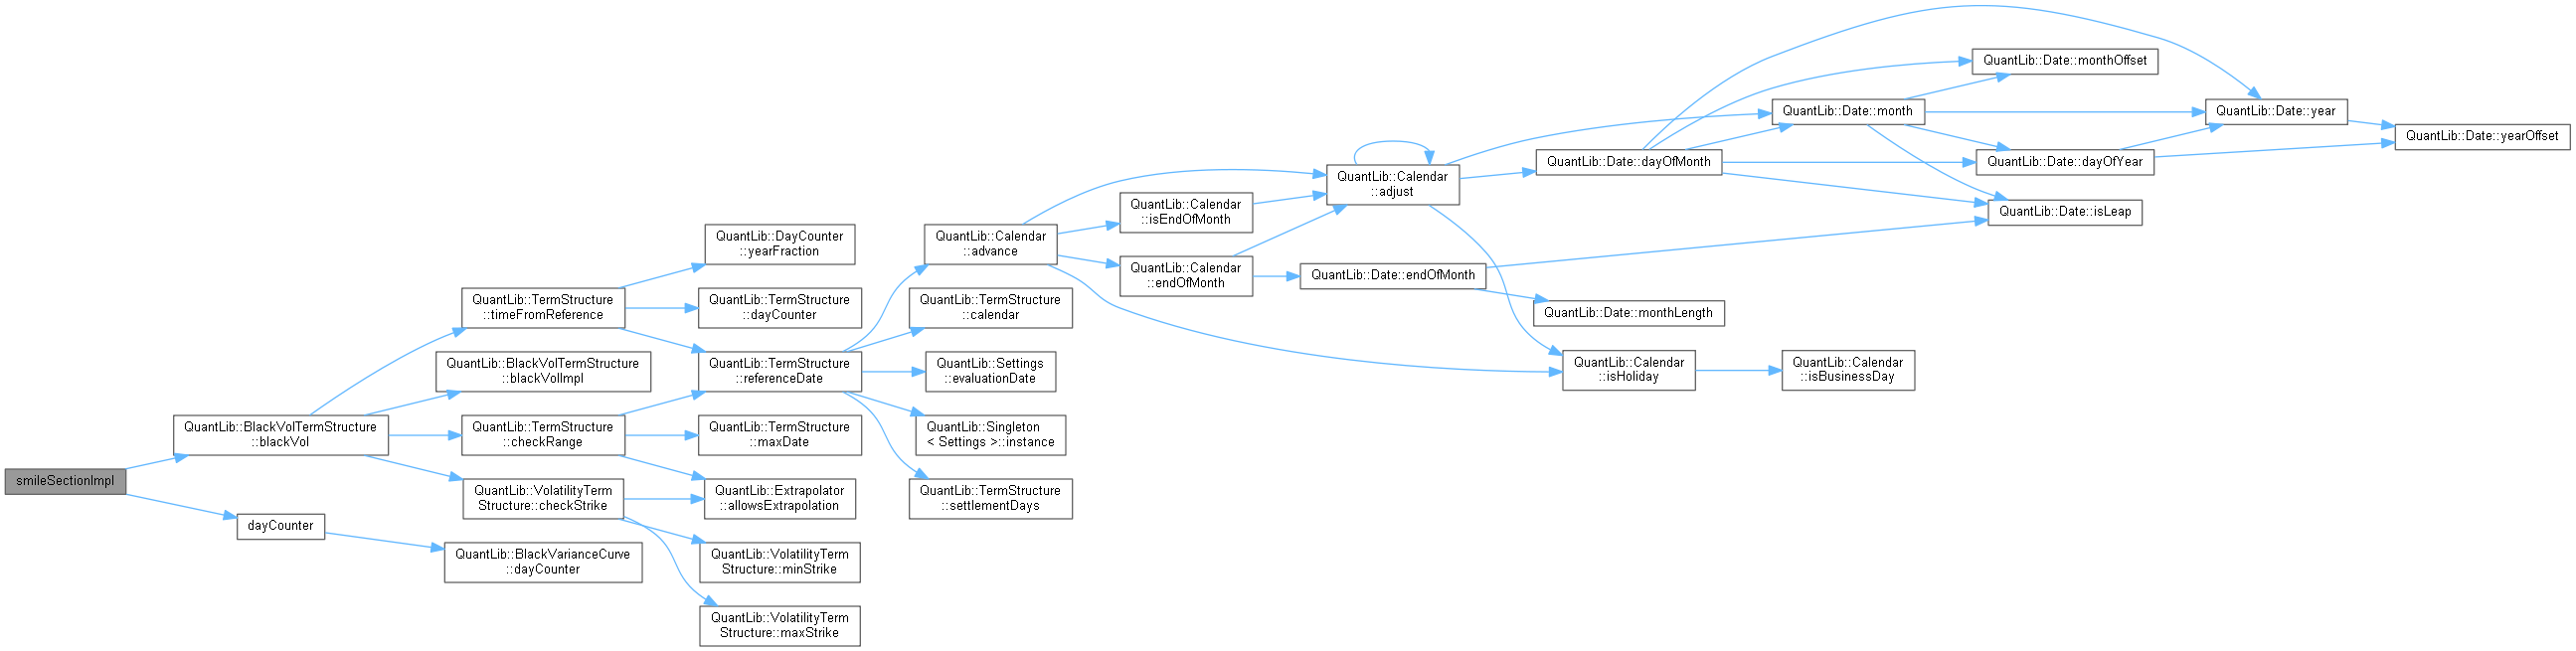 smileSectionImpl
QuantLib::BlackVolTermStructure
::blackVol
dayCounter
QuantLib::TermStructure
::timeFromReference
QuantLib::BlackVolTermStructure
::blackVolImpl
QuantLib::TermStructure
::checkRange
QuantLib::VolatilityTerm
Structure::checkStrike
QuantLib::BlackVarianceCurve
::dayCounter
QuantLib::DayCounter
::yearFraction
QuantLib::TermStructure
::dayCounter
QuantLib::TermStructure
::referenceDate
QuantLib::TermStructure
::maxDate
QuantLib::Extrapolator
::allowsExtrapolation
QuantLib::VolatilityTerm
Structure::minStrike
QuantLib::VolatilityTerm
Structure::maxStrike
QuantLib::Calendar
::advance
QuantLib::TermStructure
::calendar
QuantLib::Settings
::evaluationDate
QuantLib::Singleton
< Settings >::instance
QuantLib::TermStructure
::settlementDays
QuantLib::Calendar
::isEndOfMonth
QuantLib::Calendar
::endOfMonth
QuantLib::Calendar
::adjust
QuantLib::Date::endOfMonth
QuantLib::Date::dayOfMonth
QuantLib::Date::monthLength
QuantLib::Calendar
::isHoliday
QuantLib::Date::month
QuantLib::Calendar
::isBusinessDay
QuantLib::Date::monthOffset
QuantLib::Date::dayOfYear
QuantLib::Date::isLeap
QuantLib::Date::year
QuantLib::Date::yearOffset